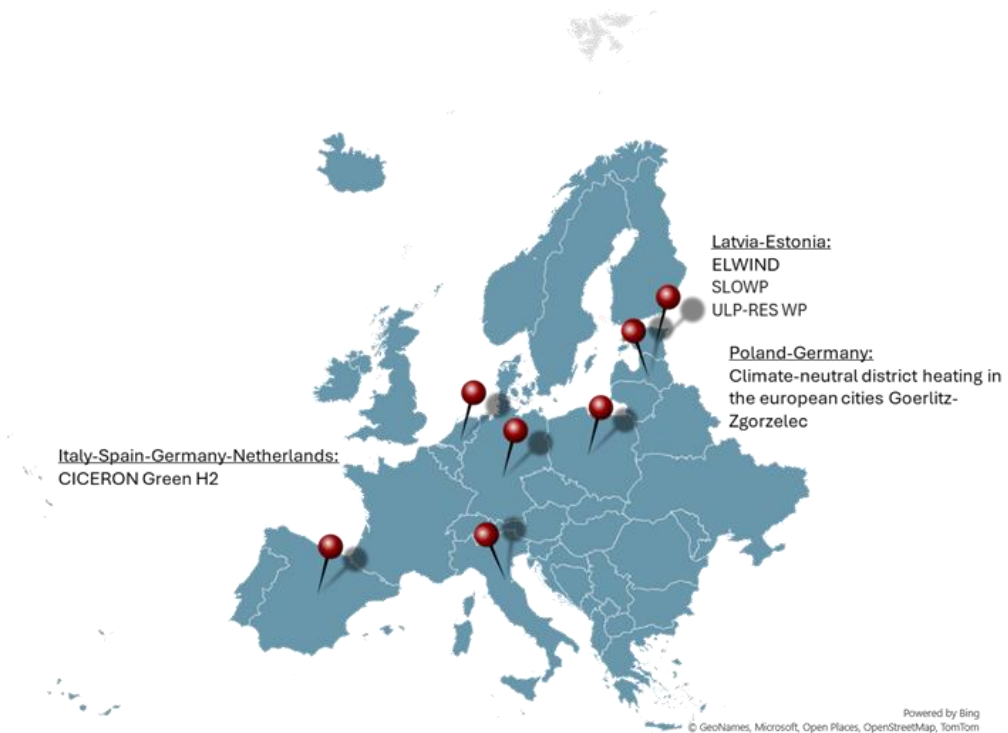 Latvia-Estonia:
ELWIND
SLOWP
ULP-RES WP
Poland-Germany:
Climate-neutral district heating in
the european cities Goerlitz-
Zgorzelec
Italy-Spain-Germany-Netherlands:
CICERON Green H2
Powered by Bing
© GeoNames, Microsoft, Open Places, OpenStreetMap, TomTom